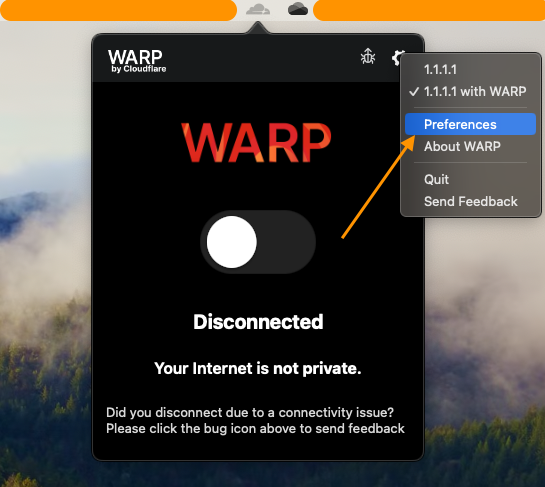 WARP
by Cloudflare
1.1.1.1
✓ 1.1.1.1 with WARP
Preferences
About WARP
Quit
Send Feedback
WARP
Disconnected
Your Internet is not private.
Did you disconnect due to a connectivity issue?
Please click the bug icon above to send feedback